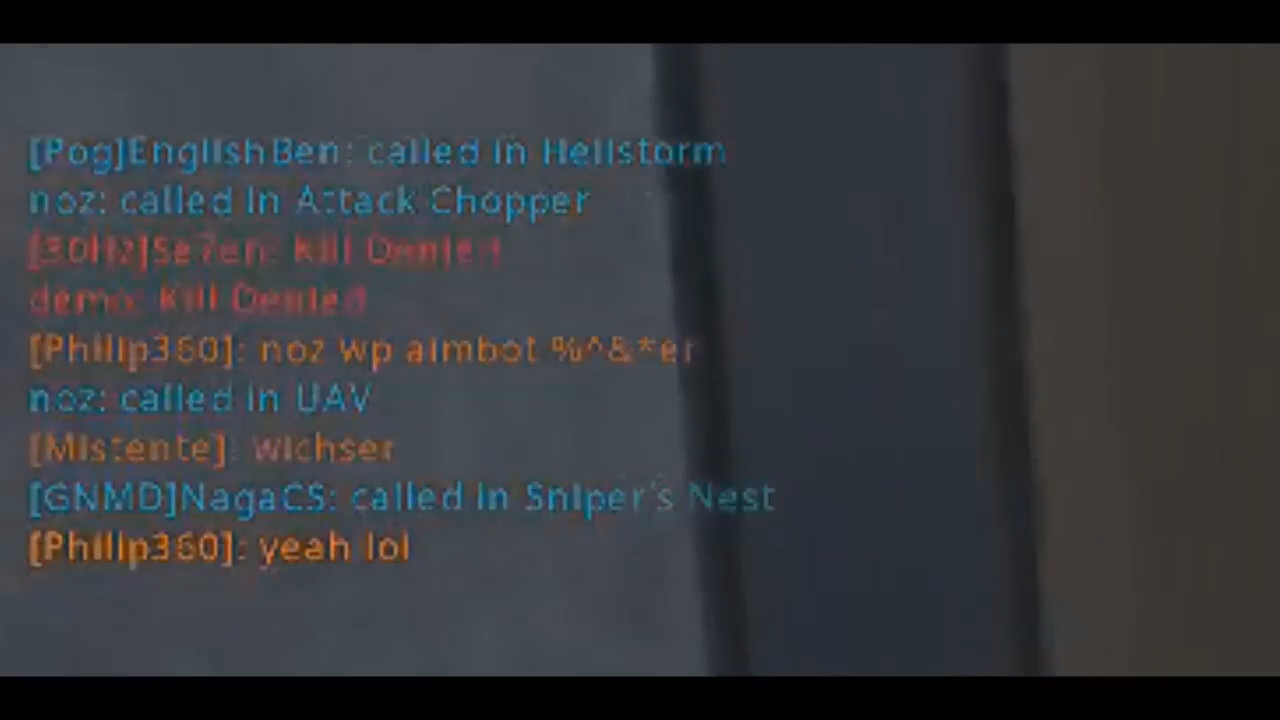 [Pog]EnglishBen: called in Hellstorm
noz: called in Attack Chopper
[30Hz]Se7en: Kill Denied
demo: Kill Denied
[Philip360]: noz wp aimbot %^&*er
noz: called in UAV
[Mistente]: wichser
[GNMD]NagaCS: called in Sniper's Nest
[Philip360]: yeah lol